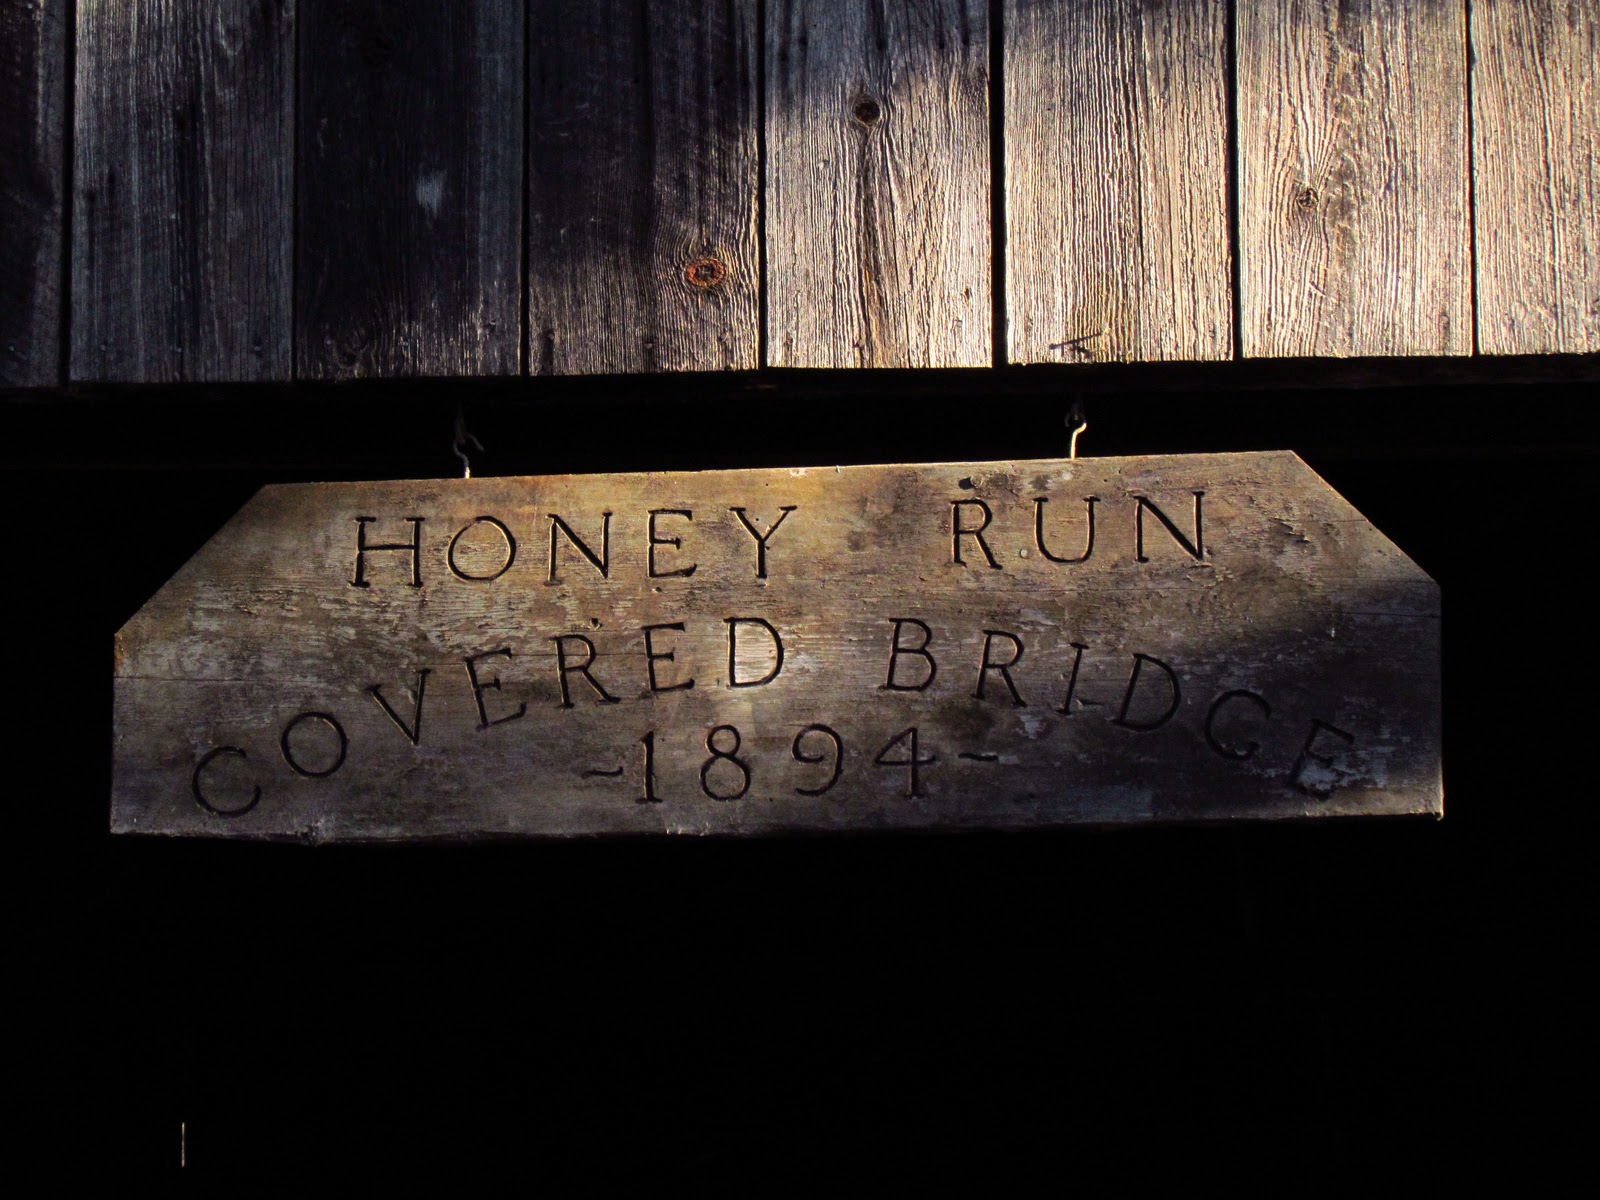 HONEY RUN
COVERED BRIDGE
-1894-